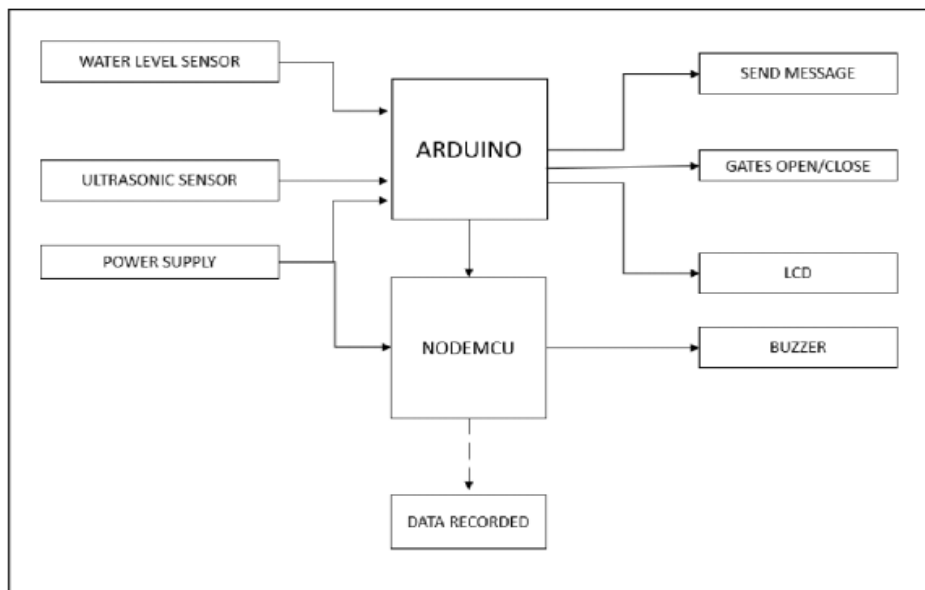 WATER LEVEL SENSOR
ULTRASONIC SENSOR
POWER SUPPLY
ARDUINO
NODEMCU
DATA RECORDED
SEND MESSAGE
GATES OPEN/CLOSE
LCD
BUZZER